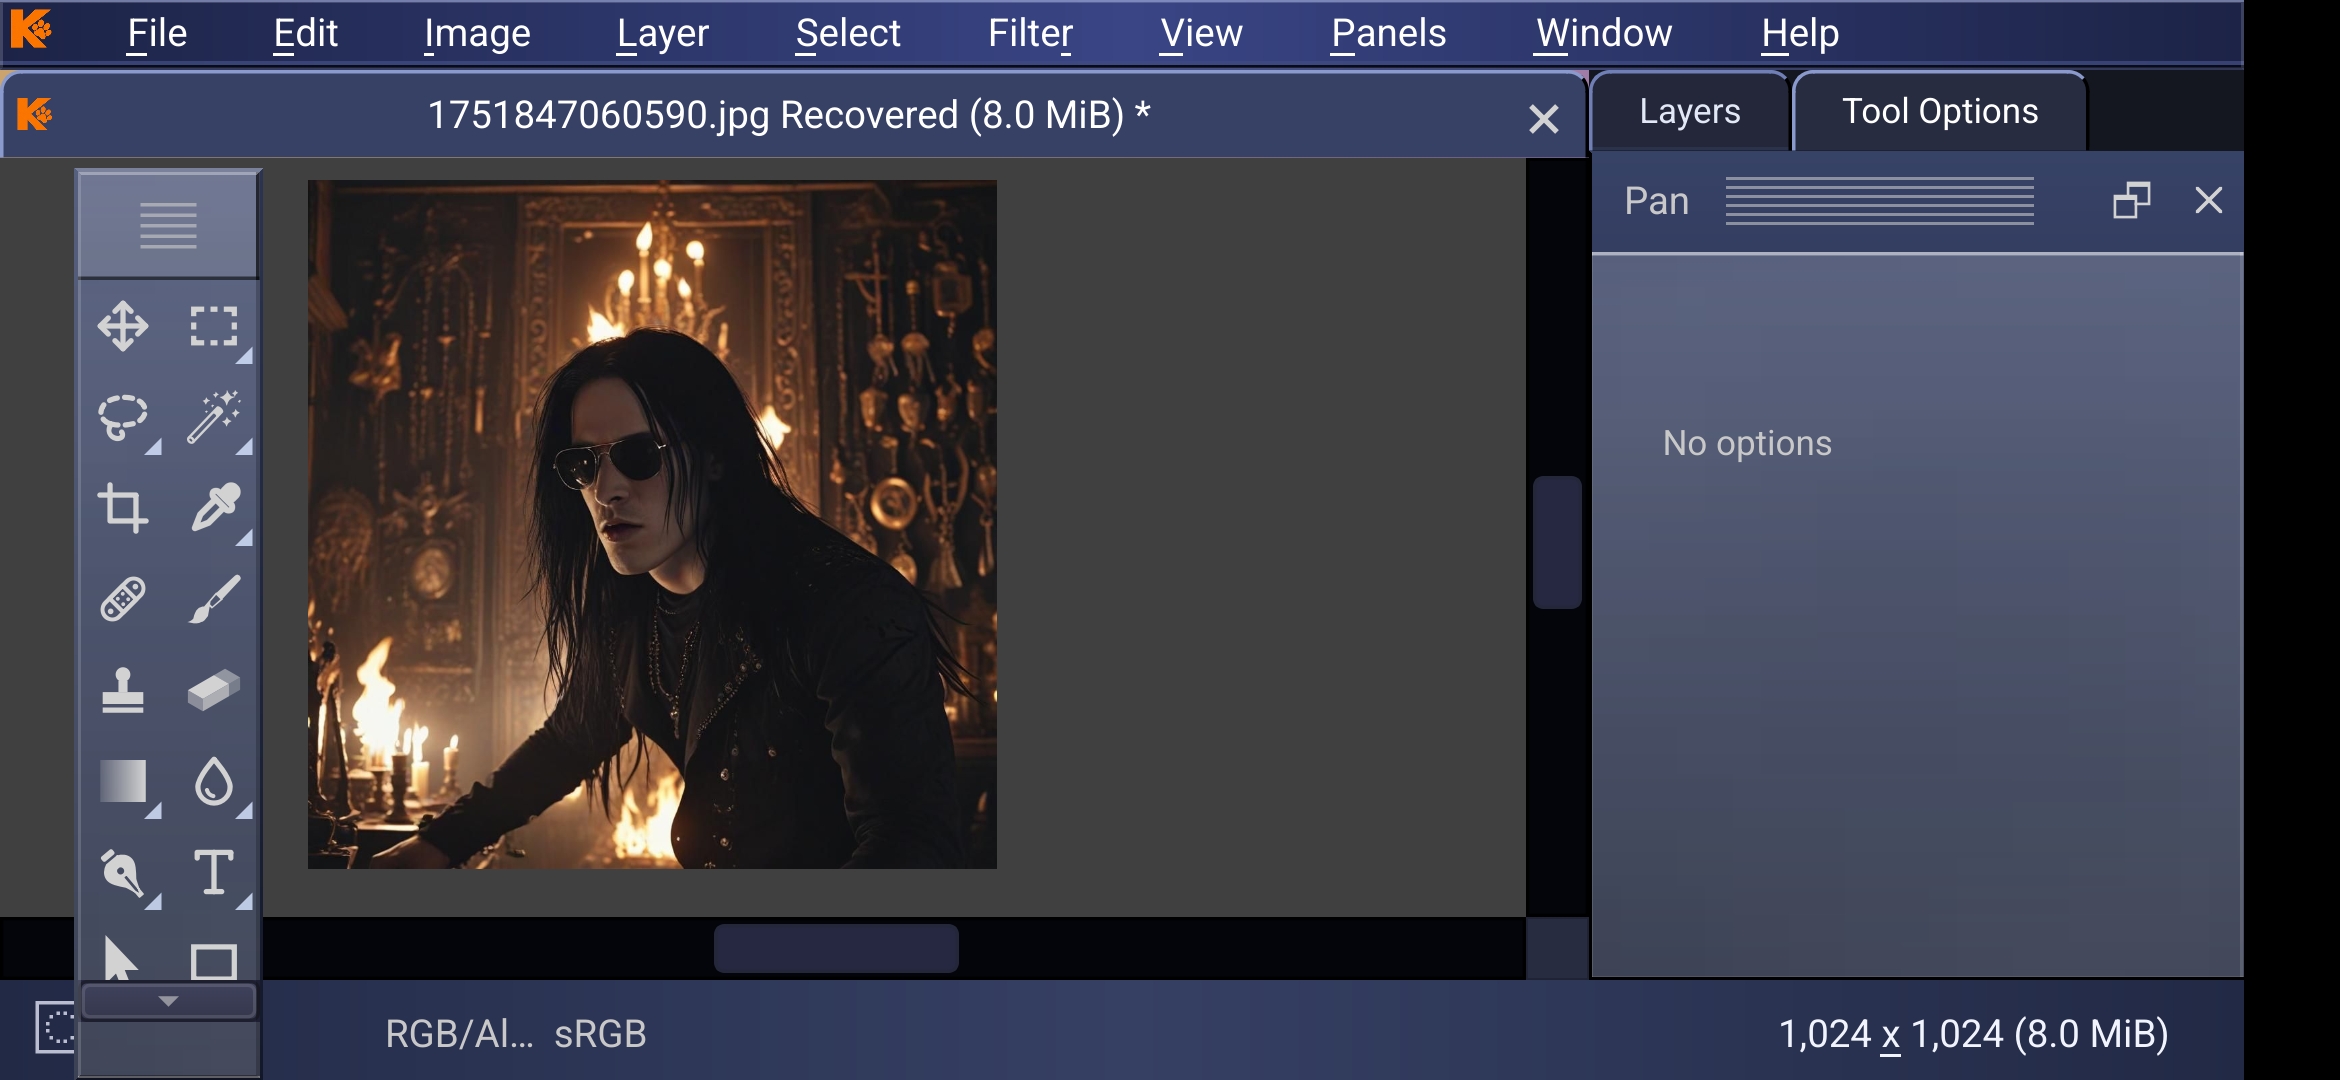 File Edit Image Layer Select Filter View Panels Window Help
1751847060590.jpg Recovered (8.0 MiB) *
Layers Tool Options
Pan
No options
RGB/Al... sRGB
1,024 x 1,024 (8.0 MiB)